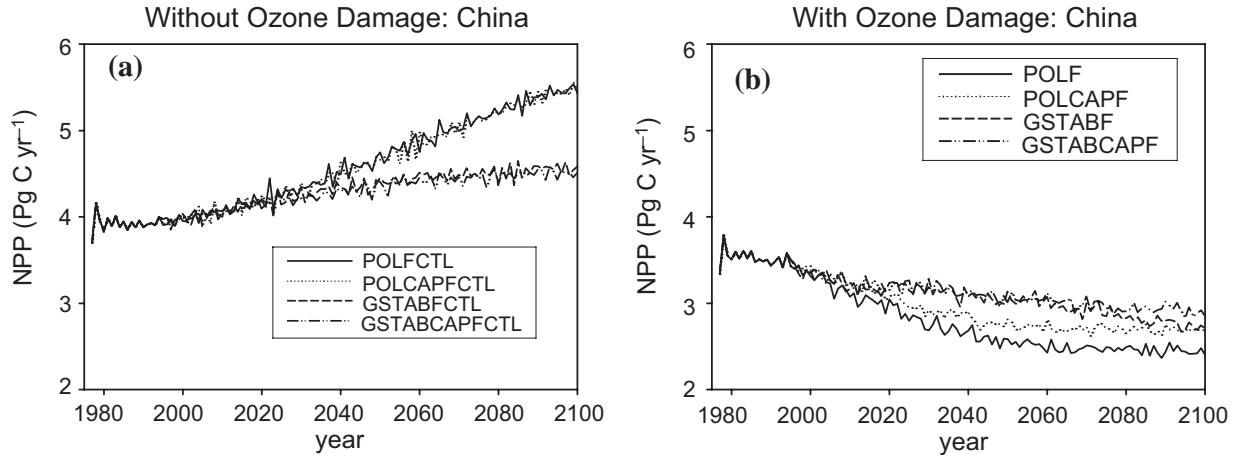 Without Ozone Damage: China
(a)
NPP (Pg C yr⁻¹)
6
5
4
3
2
POLFCTL
POLCAPFCTL
GSTABFCTL
GSTABCAPFCTL
1980 2000 2020 2040 2060 2080 2100
year
With Ozone Damage: China
(b)
NPP (Pg C yr⁻¹)
6
5
4
3
2
POLF
POLCAPF
GSTABF
GSTABCAPF
1980 2000 2020 2040 2060 2080 2100
year